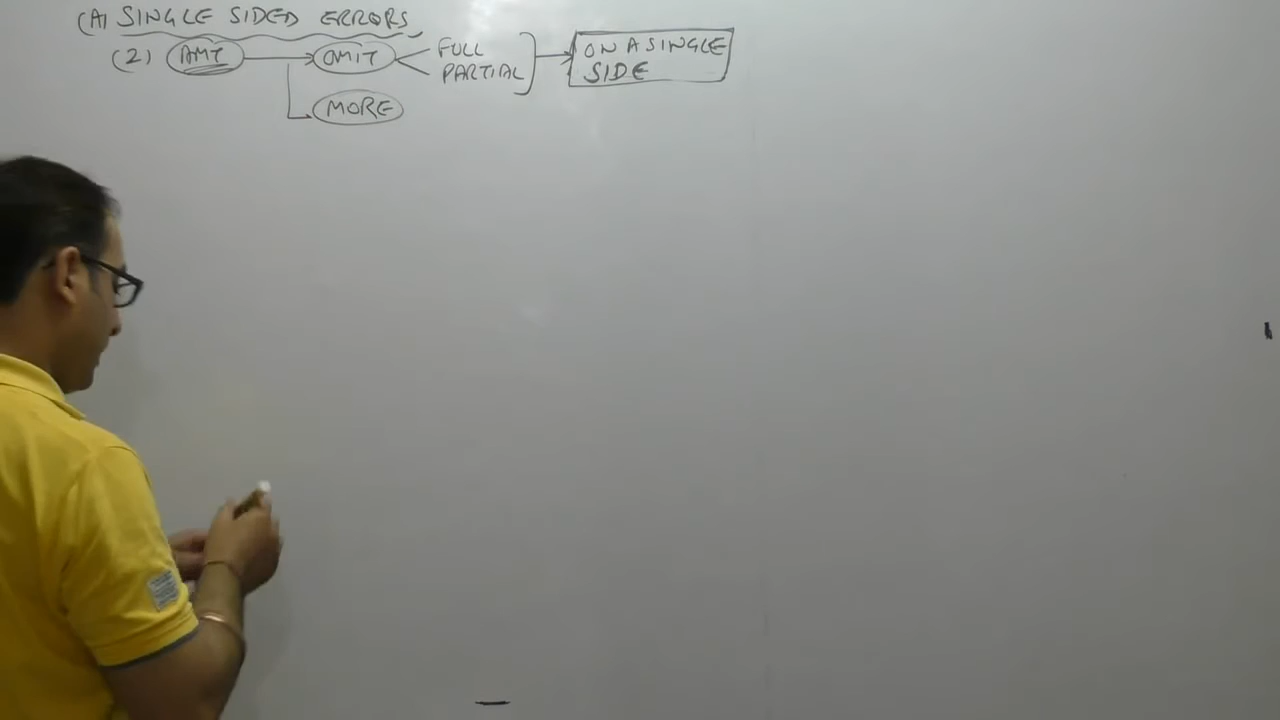 (A) SINGLE SIDED ERRORS
(2) AMT OMIT FULL PARTIAL ON A SINGLE SIDE
MORE